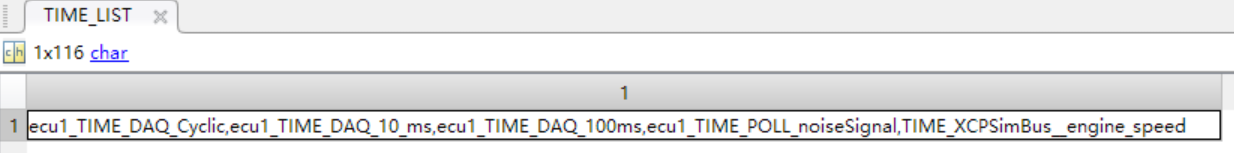 TIME_LIST
1x116 char
1
1 ecu1_TIME_DAQ_Cyclic,ecu1_TIME_DAQ_10_ms,ecu1_TIME_DAQ_100ms,ecu1_TIME_POLL_noiseSignal,TIME_XCPSimBus__engine_speed